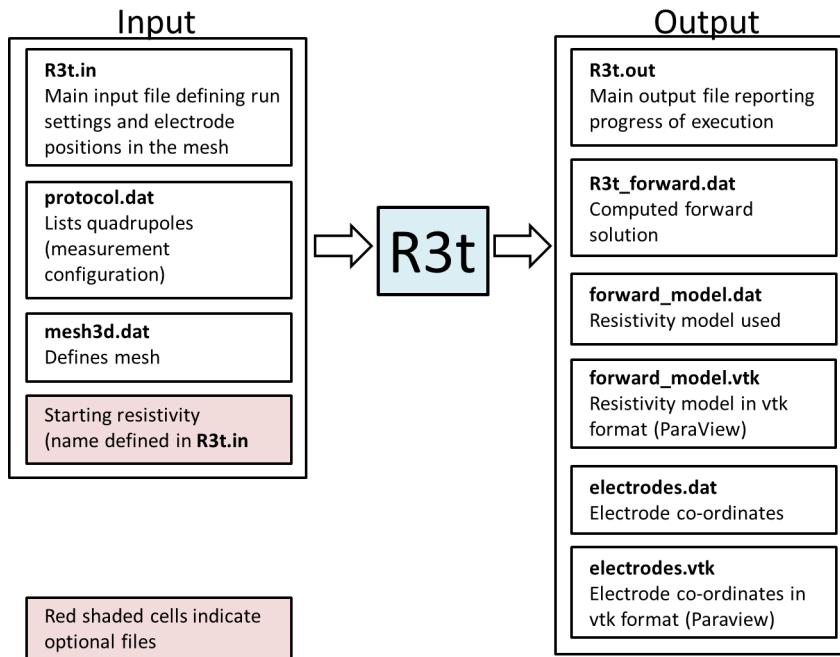 Input
R3t.in
Main input file defining run
settings and electrode
positions in the mesh
protocol.dat
Lists quadrupoles
(measurement
configuration)
mesh3d.dat
Defines mesh
Starting resistivity
(name defined in R3t.in
Red shaded cells indicate
optional files
R3t
Output
R3t.out
Main output file reporting
progress of execution
R3t_forward.dat
Computed forward
solution
forward_model.dat
Resistivity model used
forward_model.vtk
Resistivity model in vtk
format (ParaView)
electrodes.dat
Electrode co-ordinates
electrodes.vtk
Electrode co-ordinates in
vtk format (Paraview)